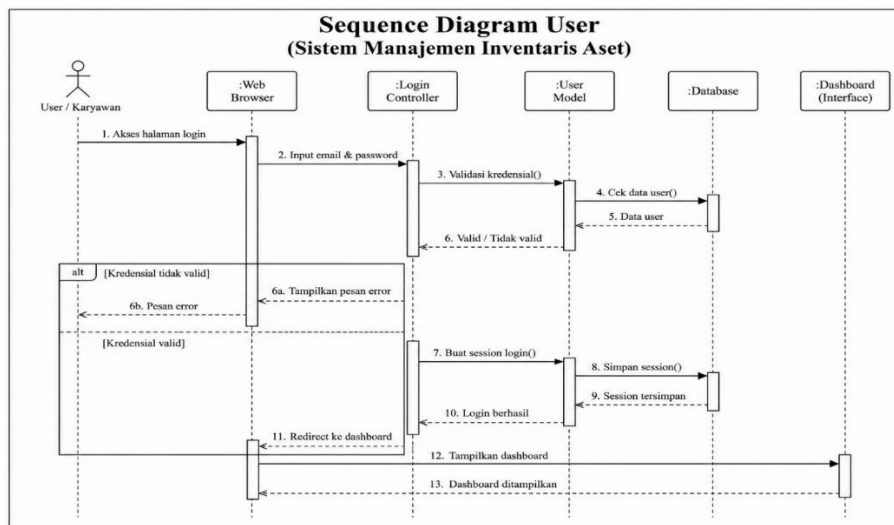 Sequence Diagram User
(Sistem Manajemen Inventaris Aset)
User / Karyawan
:Web
Browser
:Login
Controller
:User
Model
:Database
:Dashboard
(Interface)
1. Akses halaman login
2. Input email & password
3. Validasi kredensial()
4. Cek data user()
5. Data user
6. Valid / Tidak valid
alt
[Kredensial tidak valid]
6a. Tampilkan pesan error
6b. Pesan error
[Kredensial valid]
7. Buat session login()
8. Simpan session()
9. Session tersimpan
10. Login berhasil
11. Redirect ke dashboard
12. Tampilkan dashboard
13. Dashboard ditampilkan